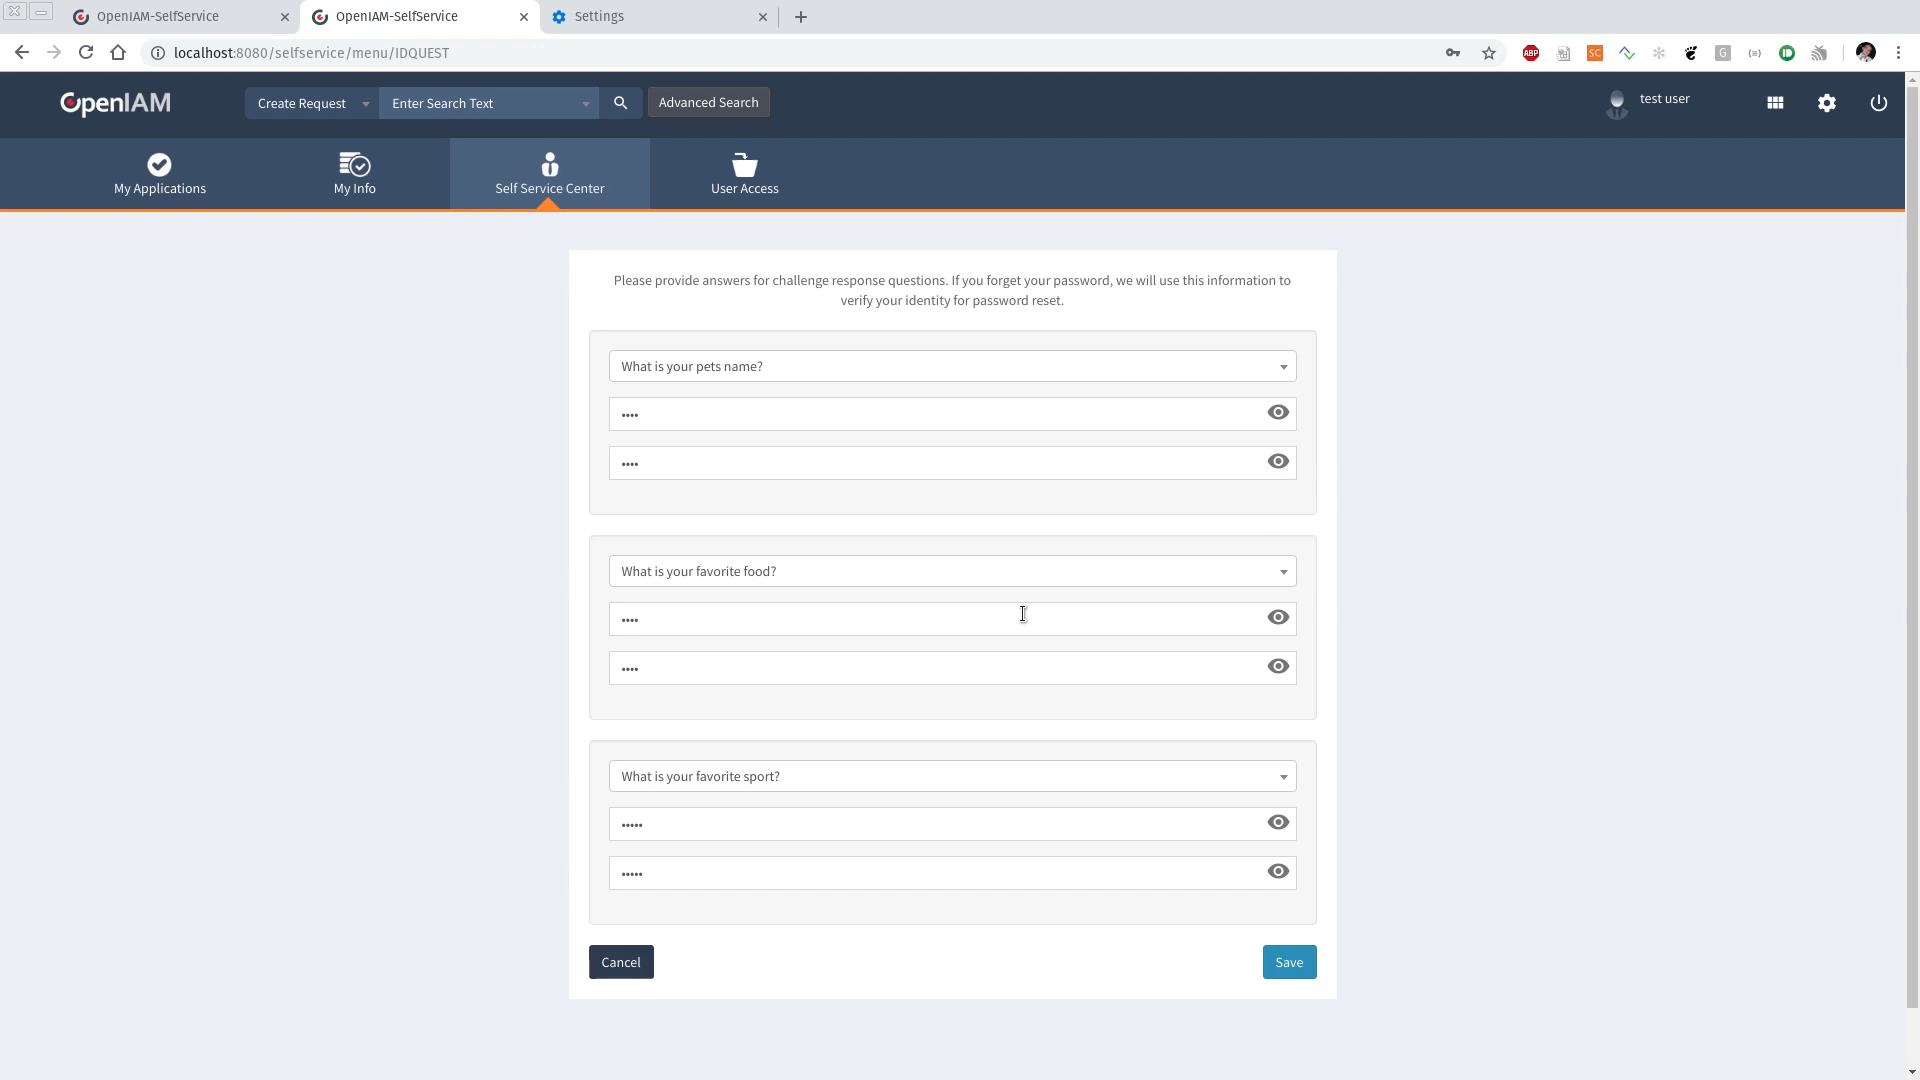 OpenIAM-SelfService
OpenIAM-SelfService
Settings
localhost:8080/selfservice/menu/IDQUEST
ABP
SC
G
OpenIAM
Create Request
Enter Search Text
Advanced Search
test user
My Applications
My Info
Self Service Center
User Access
Please provide answers for challenge response questions. If you forget your password, we will use this information to
verify your identity for password reset.
What is your pets name?
••••
••••
What is your favorite food?
••••
••••
What is your favorite sport?
•••••
•••••
Cancel
Save